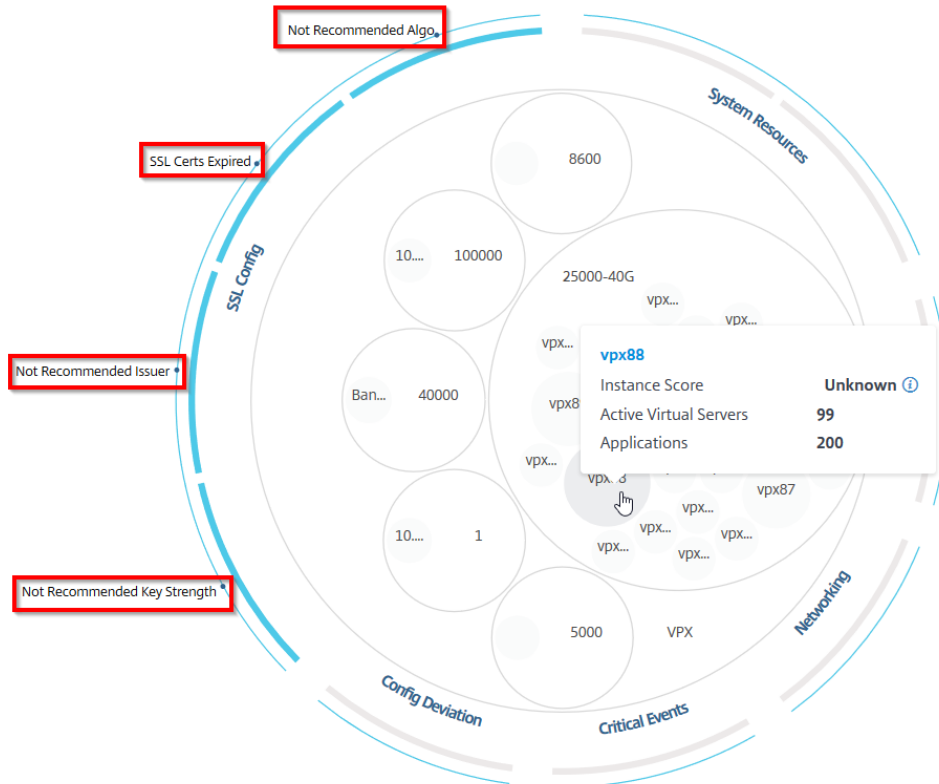 Not Recommended Algo
System Resources
SSL Certs Expired
8600
10... 100000
SSL Config
25000-40G
vpx...
vpx...
vpx...
vpx88
Instance Score Unknown
Active Virtual Servers 99
Applications 200
Not Recommended Issuer
Ban... 40000
vpx...
vpx87
vpx...
10.... 1
vpx...
vpx...
vpx...
vpx...
Not Recommended Key Strength
Networking
5000 VPX
Config Deviation
Critical Events